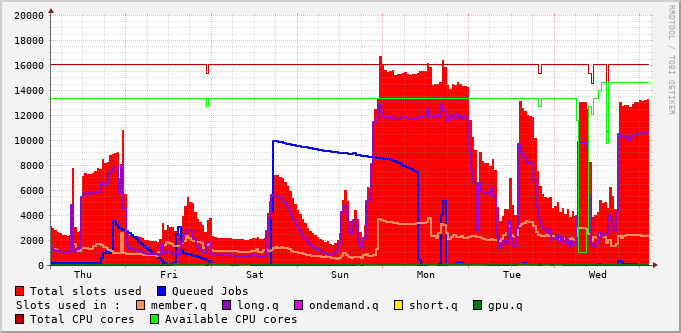 20000
18000
16000
14000
12000
10000
8000
6000
4000
2000
0
Thu Fri Sat Sun Mon Tue Wed
RRDTOOL / TOBI OETIKER
Total slots used Queued Jobs
Slots used in : member.q long.q ondemand.q short.q gpu.q
Total CPU cores Available CPU cores